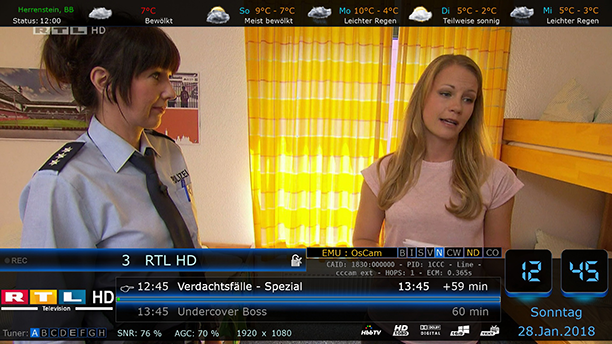 Herrenstein, BB
Status: 12:00
7°C
Bewölkt
So 9°C - 7°C
Meist bewölkt
Mo 10°C - 4°C
Leichter Regen
Di 5°C - 2°C
Teilweise sonnig
Mi 5°C - 3°C
Leichter Regen
RTL HD
REC
3 RTL HD
EMU : OsCam
B I S V N CW ND CO
CAID: 1830:000000 - PID: 1CCC - Line -
cccam ext - HOPS: 1 - ECM: 0.365s
RTL HD
Television
12:45 Verdachtsfälle - Spezial 13:45 +59 min
13:45 Undercover Boss 60 min
12 45
Sonntag
28.Jan.2018
Tuner: A B C D E F G H SNR: 76 % AGC: 70 % 1920 x 1080
HbbTV HD 1080 DOLBY DIGITAL